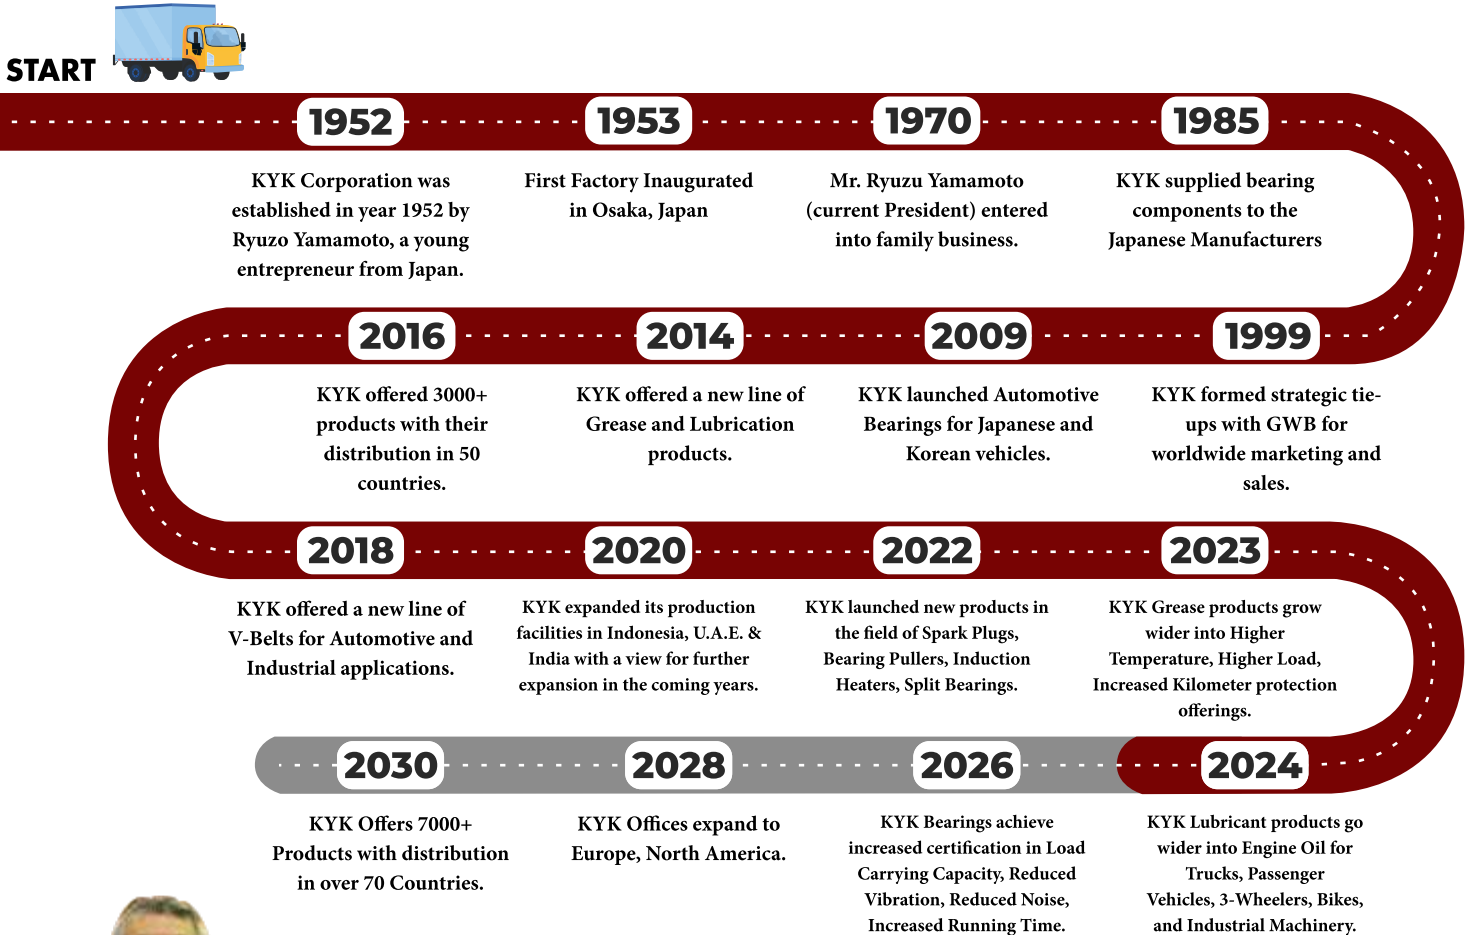 START
1952
KYK Corporation was
established in year 1952 by
Ryuzo Yamamoto, a young
entrepreneur from Japan.
1953
First Factory Inaugurated
in Osaka, Japan
1970
Mr. Ryuzu Yamamoto
(current President) entered
into family business.
1985
KYK supplied bearing
components to the
Japanese Manufacturers
1999
KYK formed strategic tie-
ups with GWB for
worldwide marketing and
sales.
2009
KYK launched Automotive
Bearings for Japanese and
Korean vehicles.
2014
KYK offered a new line of
Grease and Lubrication
products.
2016
KYK offered 3000+
products with their
distribution in 50
countries.
2018
KYK offered a new line of
V-Belts for Automotive and
Industrial applications.
2020
KYK expanded its production
facilities in Indonesia, U.A.E. &
India with a view for further
expansion in the coming years.
2022
KYK launched new products in
the field of Spark Plugs,
Bearing Pullers, Induction
Heaters, Split Bearings.
2023
KYK Grease products grow
wider into Higher
Temperature, Higher Load,
Increased Kilometer protection
offerings.
2024
KYK Lubricant products go
wider into Engine Oil for
Trucks, Passenger
Vehicles, 3-Wheelers, Bikes,
and Industrial Machinery.
2026
KYK Bearings achieve
increased certification in Load
Carrying Capacity, Reduced
Vibration, Reduced Noise,
Increased Running Time.
2028
KYK Offices expand to
Europe, North America.
2030
KYK Offers 7000+
Products with distribution
in over 70 Countries.